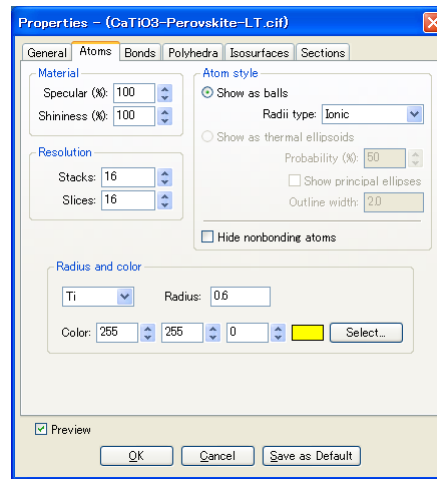 Properties - (CaTiO3-Perovskite-LT.cif)
General Atoms Bonds Polyhedra Isosurfaces Sections
Material
Specular (%): 100
Shininess (%): 100
Resolution
Stacks: 16
Slices: 16
Atom style
Show as balls
Radii type: Ionic
Show as thermal ellipsoids
Probability (%): 50
Show principal ellipses
Outline width: 2.0
Hide nonbonding atoms
Radius and color
Ti Radius: 0.6
Color: 255 255 0 Select...
Preview
OK Cancel Save as Default